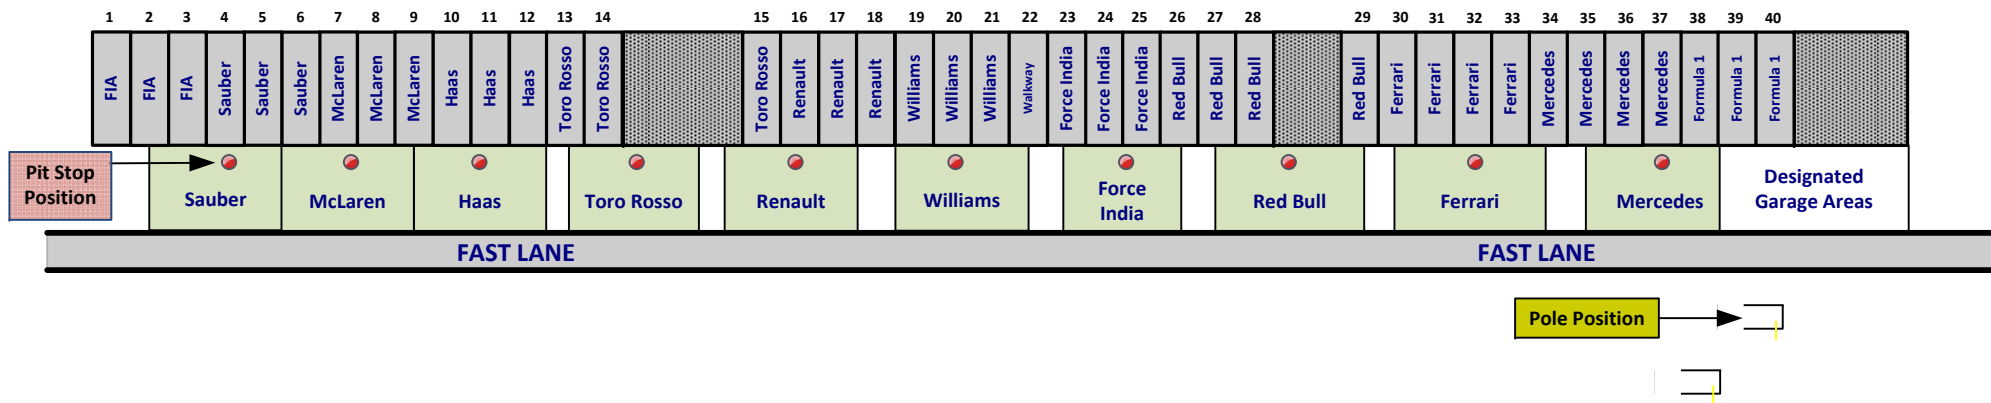 1 2 3 4 5 6 7 8 9 10 11 12 13 14 15 16 17 18 19 20 21 22 23 24 25 26 27 28 29 30 31 32 33 34 35 36 37 38 39 40
FIA
FIA
FIA
Sauber
Sauber
Sauber
McLaren
McLaren
McLaren
Haas
Haas
Haas
Toro Rosso
Toro Rosso
Toro Rosso
Renault
Renault
Renault
Williams
Williams
Williams
Walkway
Force India
Force India
Force India
Red Bull
Red Bull
Red Bull
Red Bull
Ferrari
Ferrari
Ferrari
Ferrari
Mercedes
Mercedes
Mercedes
Mercedes
Formula 1
Formula 1
Formula 1
Pit Stop
Position
Sauber
McLaren
Haas
Toro Rosso
Renault
Williams
Force
India
Red Bull
Ferrari
Mercedes
Designated
Garage Areas
FAST LANE
FAST LANE
Pole Position